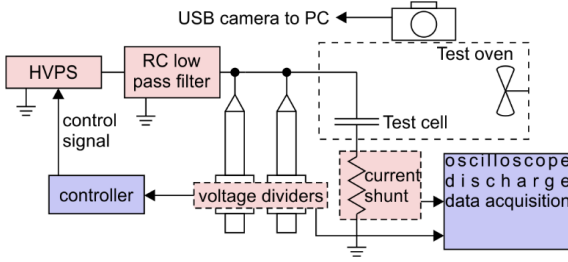 USB camera to PC
Test oven
HVPS
RC low
pass filter
control
signal
Test cell
current
shunt
oscilloscope
discharge
data acquisition
controller
voltage dividers